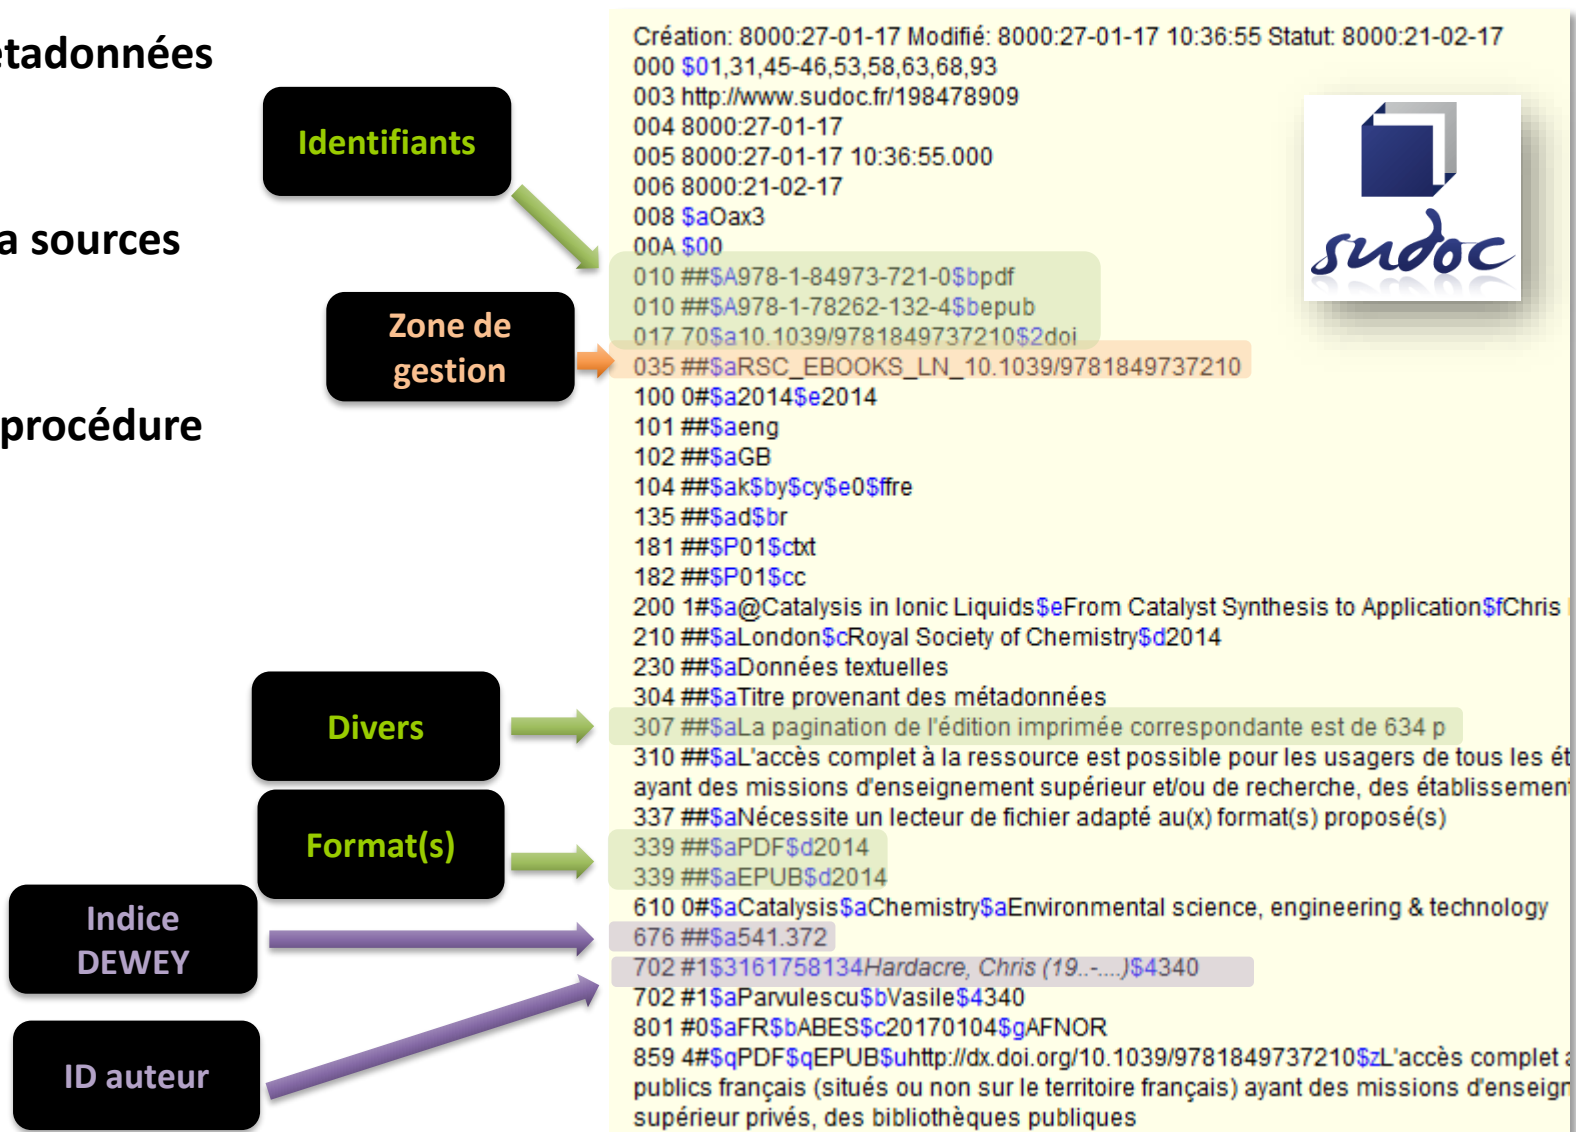 étadonnées
a sources
procédure
Identifiants
Zone de
gestion
Divers
Format(s)
Indice
DEWEY
ID auteur
Création: 8000:27-01-17 Modifié: 8000:27-01-17 10:36:55 Statut: 8000:21-02-17
000 $01,31,45-46,53,58,63,68,93
003 http://www.sudoc.fr/198478909
004 8000:27-01-17
005 8000:27-01-17 10:36:55.000
006 8000:21-02-17
008 $aOax3
00A $00
010 ##$A978-1-84973-721-0$bpdf
010 ##$A978-1-78262-132-4$bepub
017 70$a10.1039/9781849737210$2doi
035 ##$aRSC_EBOOKS_LN_10.1039/9781849737210
100 0#$a2014$e2014
101 ##$aeng
102 ##$aGB
104 ##$ak$by$cy$e0$ffre
135 ##$ad$br
181 ##$P01$ctxt
182 ##$P01$cc
200 1#$a@Catalysis in Ionic Liquids$eFrom Catalyst Synthesis to Application$fChris
210 ##$aLondon$cRoyal Society of Chemistry$d2014
230 ##$aDonnées textuelles
304 ##$aTitre provenant des métadonnées
307 ##$aLa pagination de l'édition imprimée correspondante est de 634 p
310 ##$aL'accès complet à la ressource est possible pour les usagers de tous les ét
ayant des missions d'enseignement supérieur et/ou de recherche, des établissement
337 ##$aNécessite un lecteur de fichier adapté au(x) format(s) proposé(s)
339 ##$aPDF$d2014
339 ##$aEPUB$d2014
610 0#$aCatalysis$aChemistry$aEnvironmental science, engineering & technology
676 ##$a541.372
702 #1$3161758134Hardacre, Chris (19..-....)$4340
702 #1$aParvulescu$bVasile$4340
801 #0$aFR$bABES$c20170104$gAFNOR
859 4#$qPDF$qEPUB$uhttp://dx.doi.org/10.1039/9781849737210$zL'accès complet a
publics français (situés ou non sur le territoire français) ayant des missions d'enseign
supérieur privés, des bibliothèques publiques
sudoc